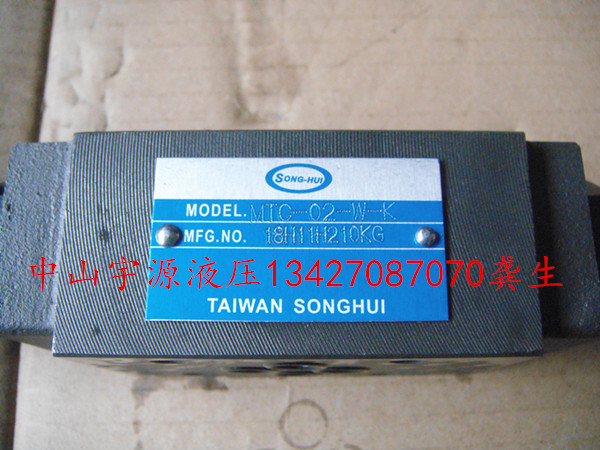 SONG-HUI
MODEL. MTC-02-W-K
MFG.NO. 18H11H210KG
中山宇源液压13427087070龚生
TAIWAN SONGHUI